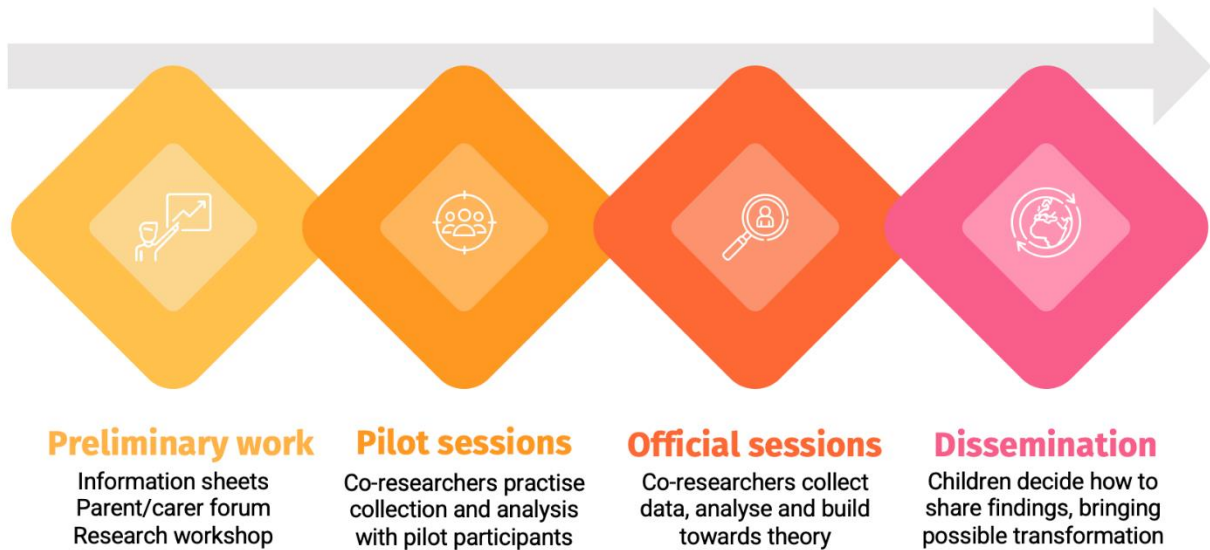 Preliminary work
Information sheets
Parent/carer forum
Research workshop
Pilot sessions
Co-researchers practise
collection and analysis
with pilot participants
Official sessions
Co-researchers collect
data, analyse and build
towards theory
Dissemination
Children decide how to
share findings, bringing
possible transformation